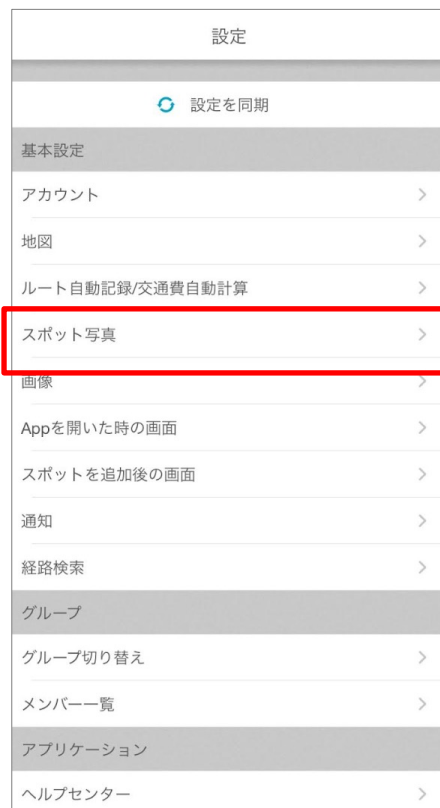 設定
設定を同期
基本設定
アカウント
地図
ルート自動記録/交通費自動計算
スポット写真
画像
Appを開いた時の画面
スポットを追加後の画面
通知
経路検索
グループ
グループ切り替え
メンバー一覧
アプリケーション
ヘルプセンター